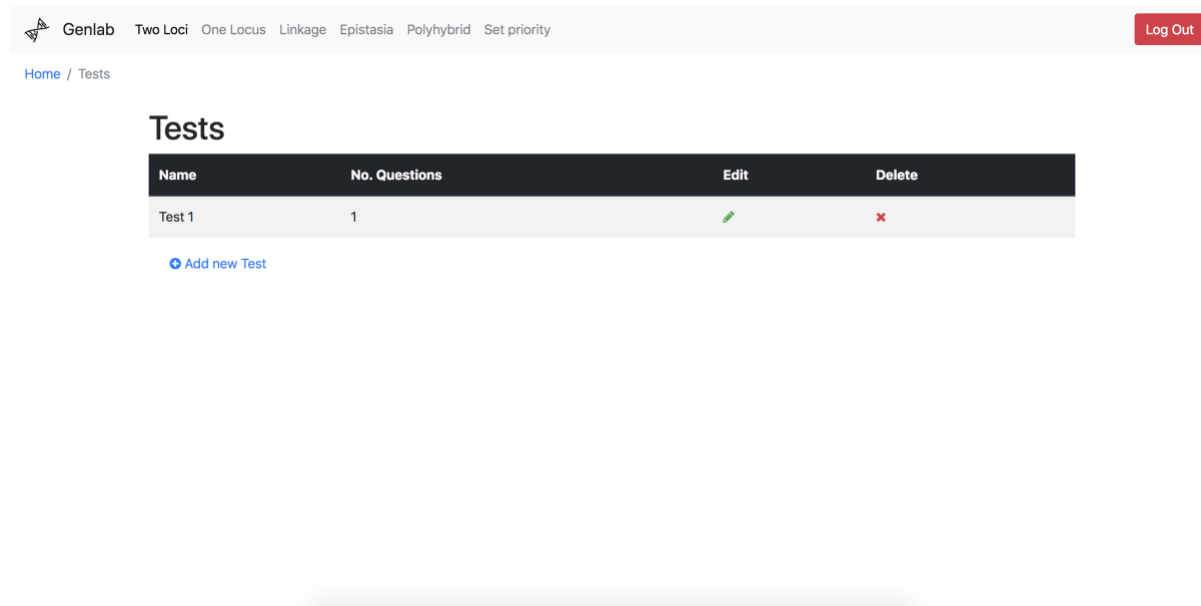 Genlab Two Loci One Locus Linkage Epistasia Polyhybrid Set priority Log Out
Home / Tests
Tests
Name No. Questions Edit Delete
Test 1 1
Add new Test